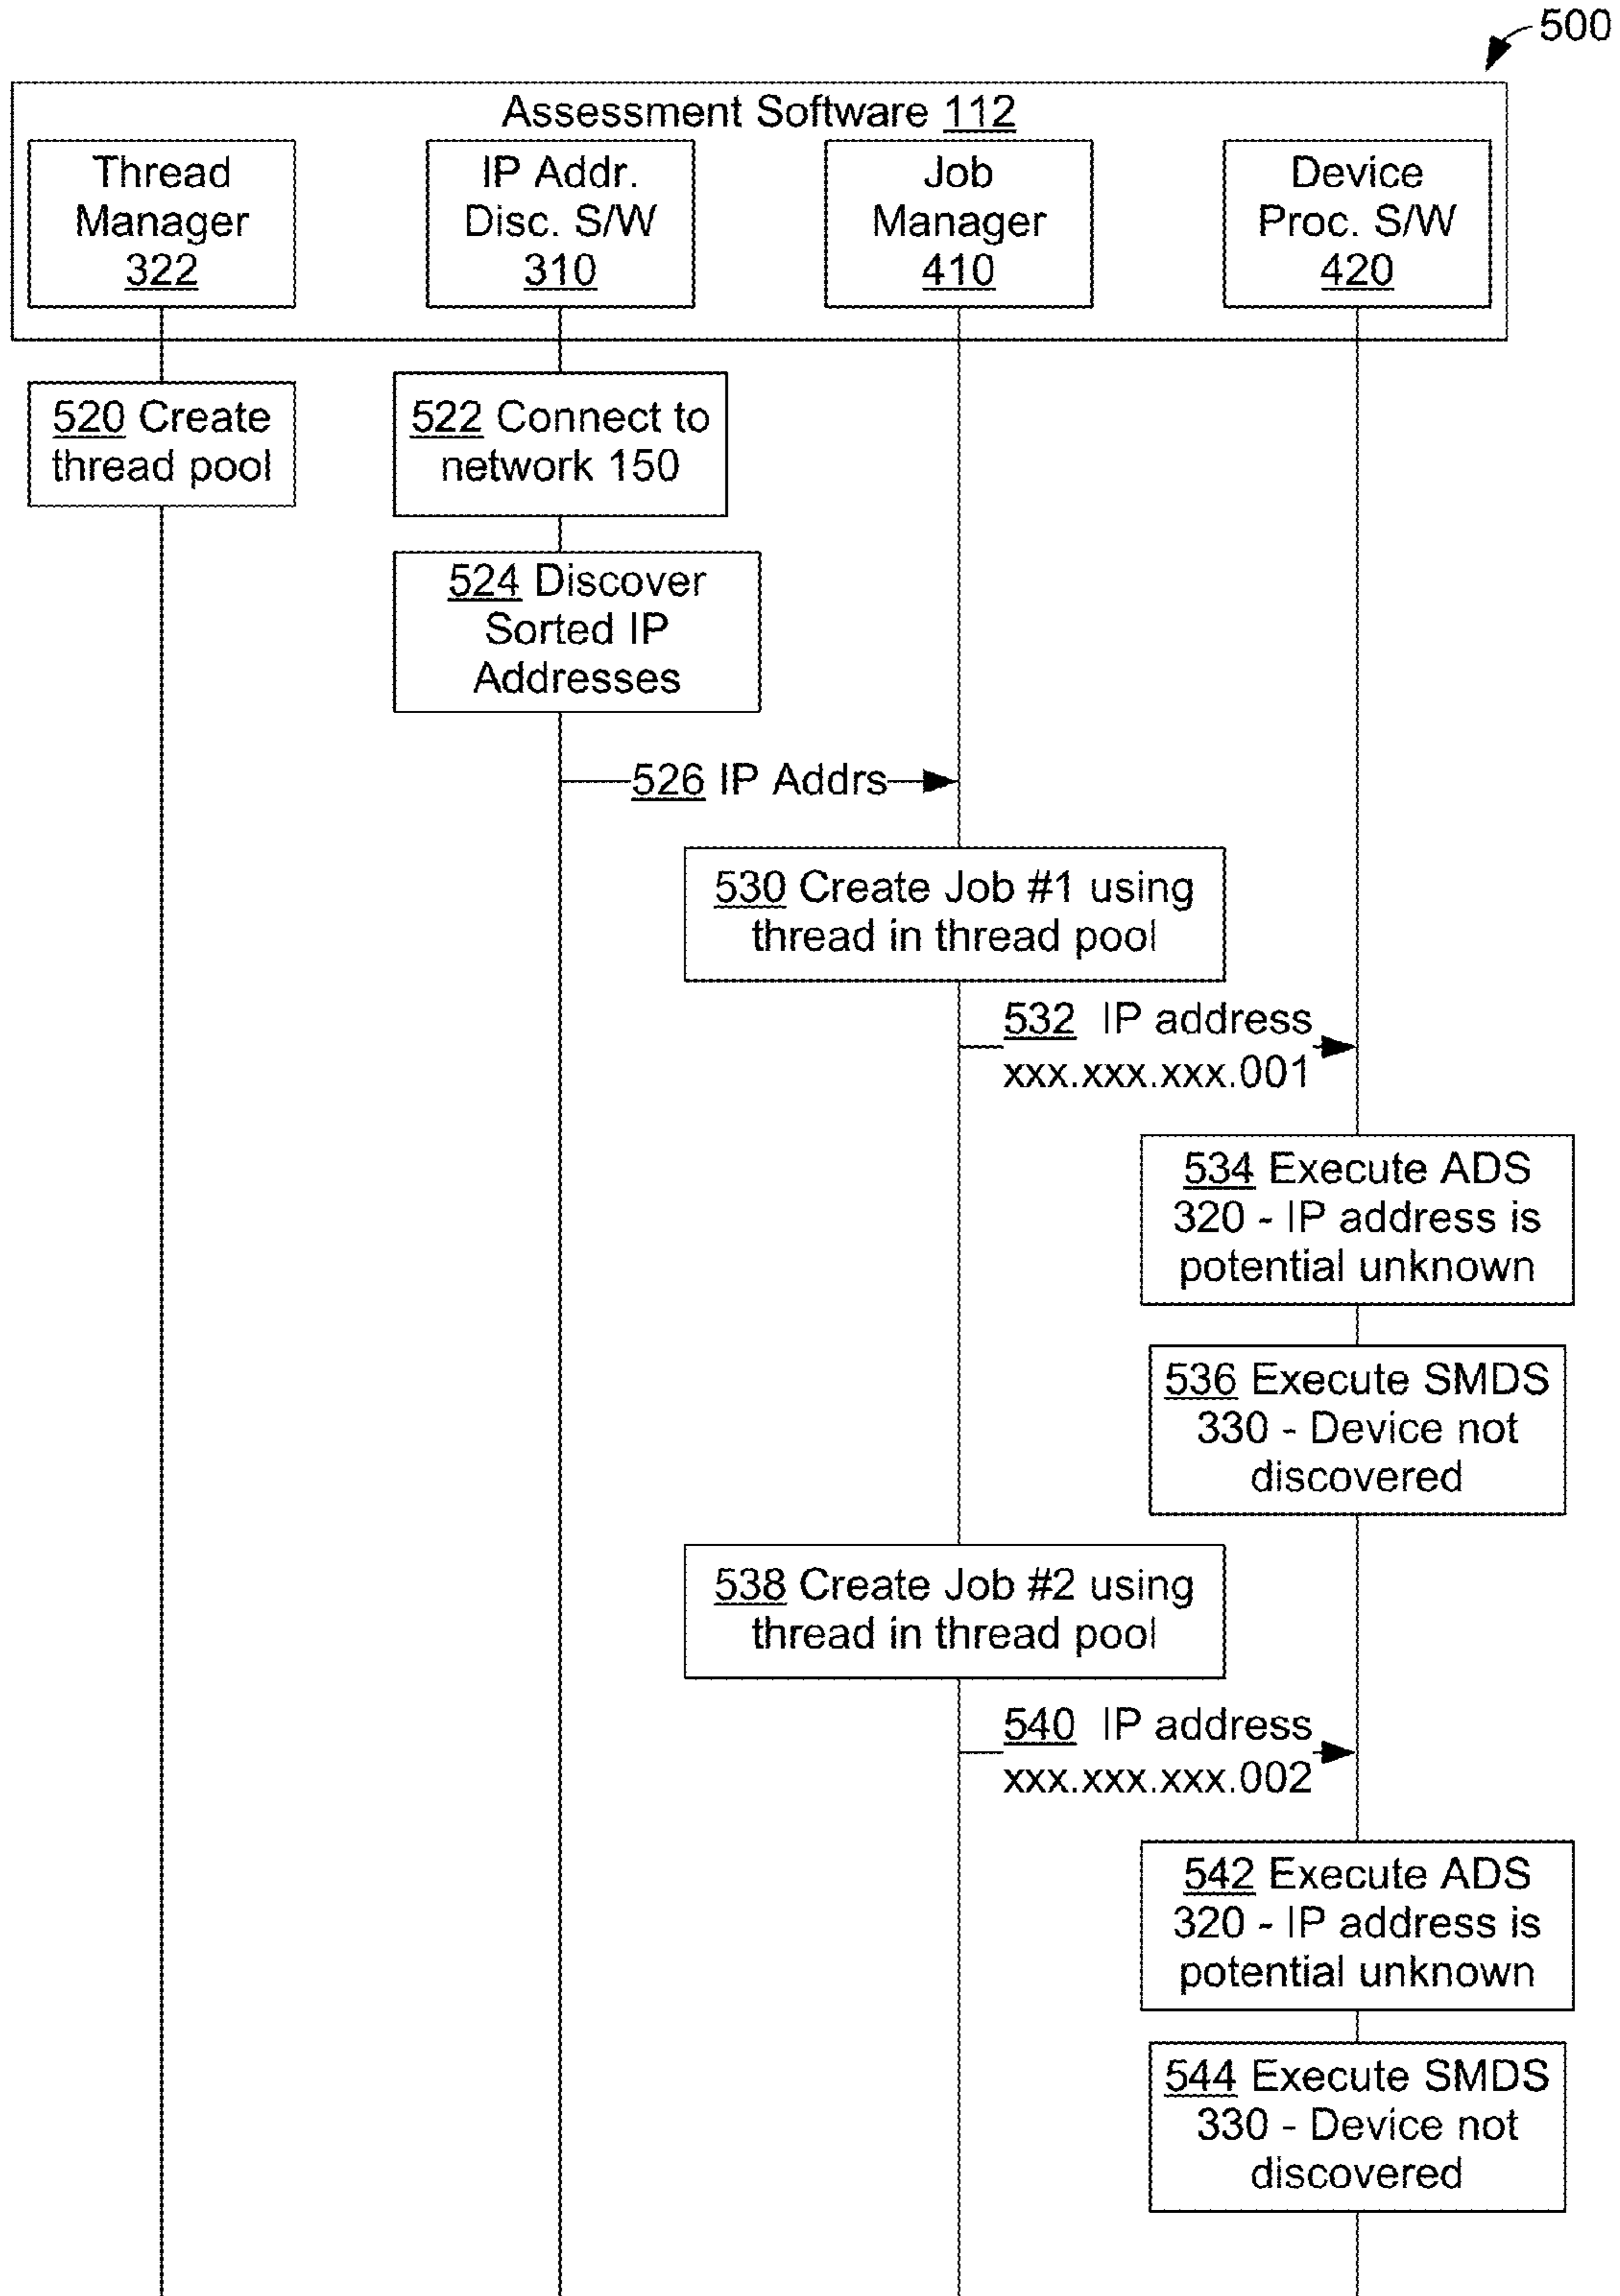 500
Assessment Software 112
Thread
Manager
322
IP Addr.
Disc. S/W
310
Job
Manager
410
Device
Proc. S/W
420
520 Create
thread pool
522 Connect to
network 150
524 Discover
Sorted IP
Addresses
526 IP Addrs
530 Create Job #1 using
thread in thread pool
532 IP address
xxx.xxx.xxx.001
534 Execute ADS
320 - IP address is
potential unknown
536 Execute SMDS
330 - Device not
discovered
538 Create Job #2 using
thread in thread pool
540 IP address
xxx.xxx.xxx.002
542 Execute ADS
320 - IP address is
potential unknown
544 Execute SMDS
330 - Device not
discovered